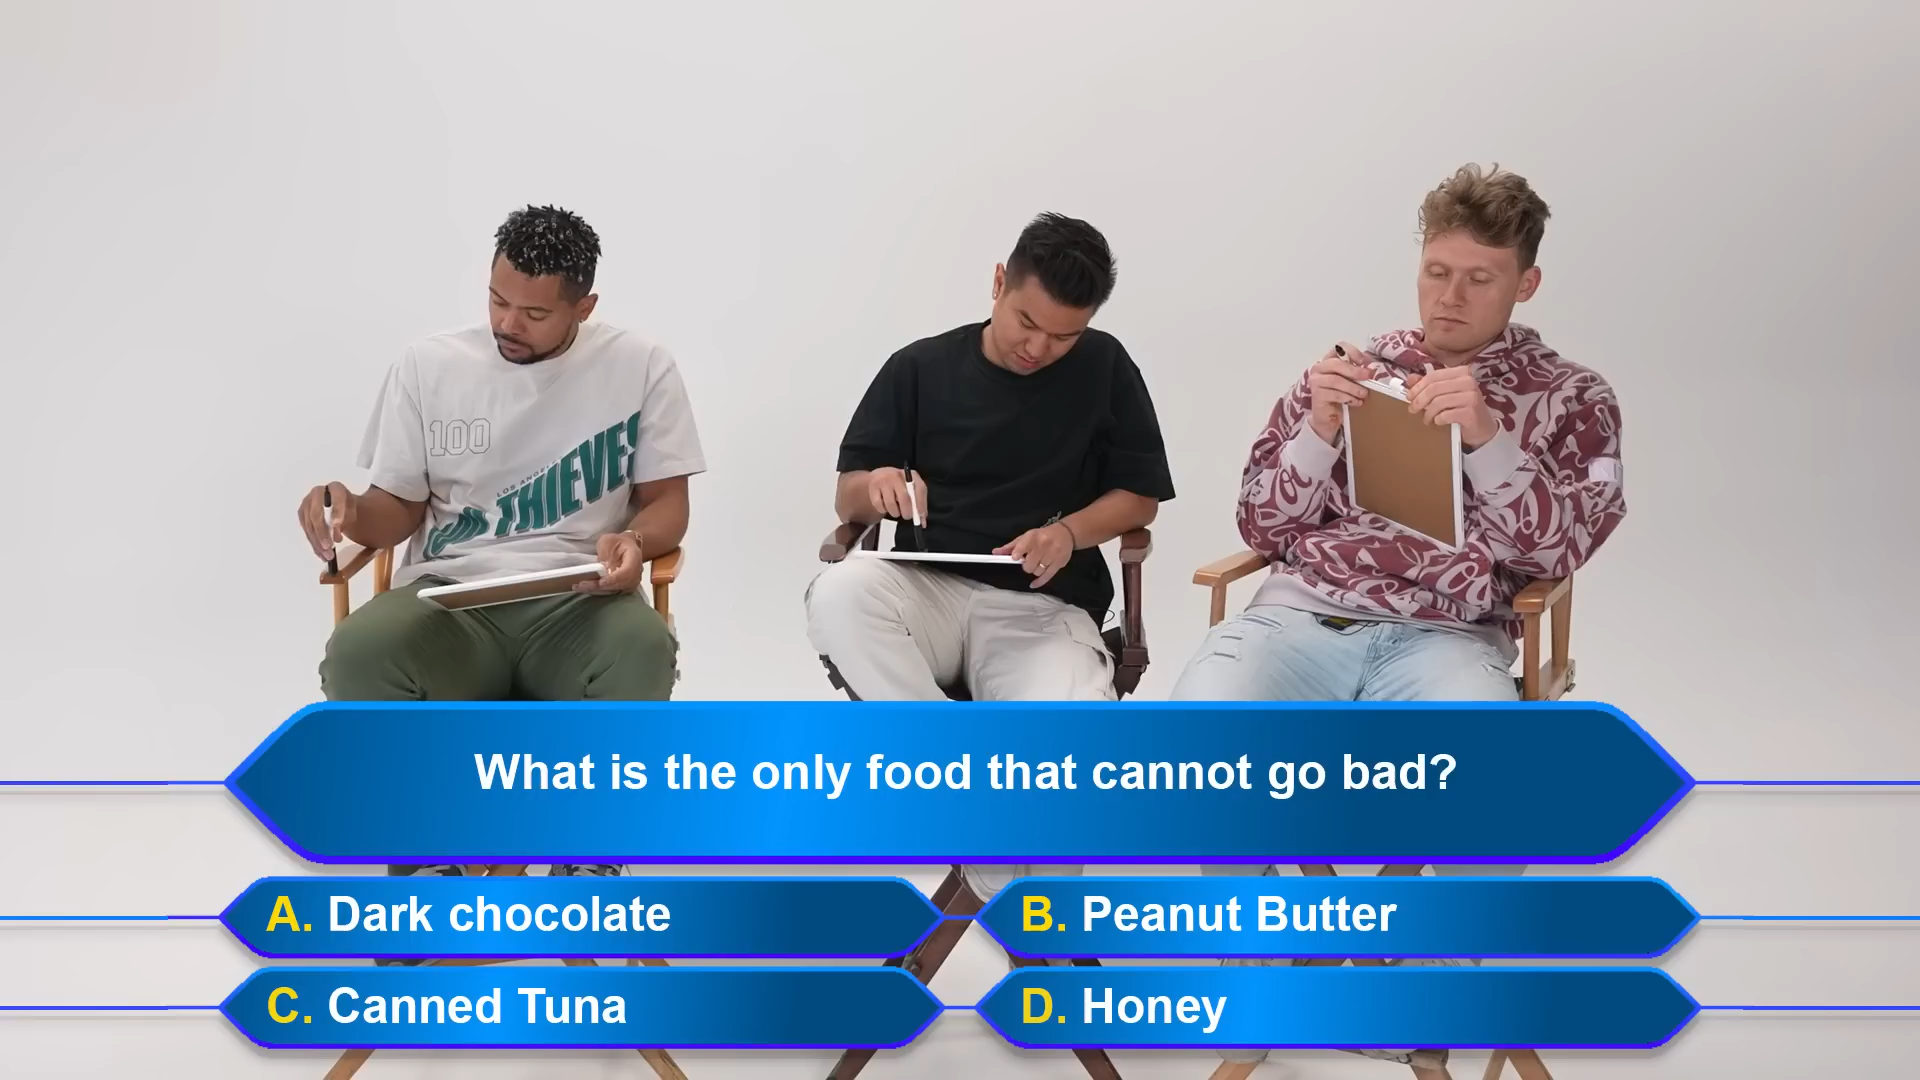 100
LOS ANGELES
THIEVES
What is the only food that cannot go bad?
A. Dark chocolate
B. Peanut Butter
C. Canned Tuna
D. Honey